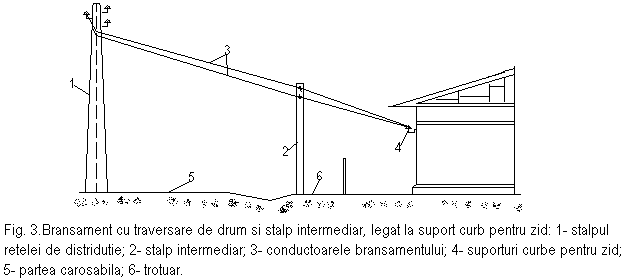 3
1
2
4
5
6
Fig. 3.Bransament cu traversare de drum si stalp intermediar, legat la suport curb pentru zid: 1- stalpul
retelei de distridutie; 2- stalp intermediar; 3- conductoarele bransamentului; 4- suporturi curbe pentru zid;
5- partea carosabila; 6- trotuar.